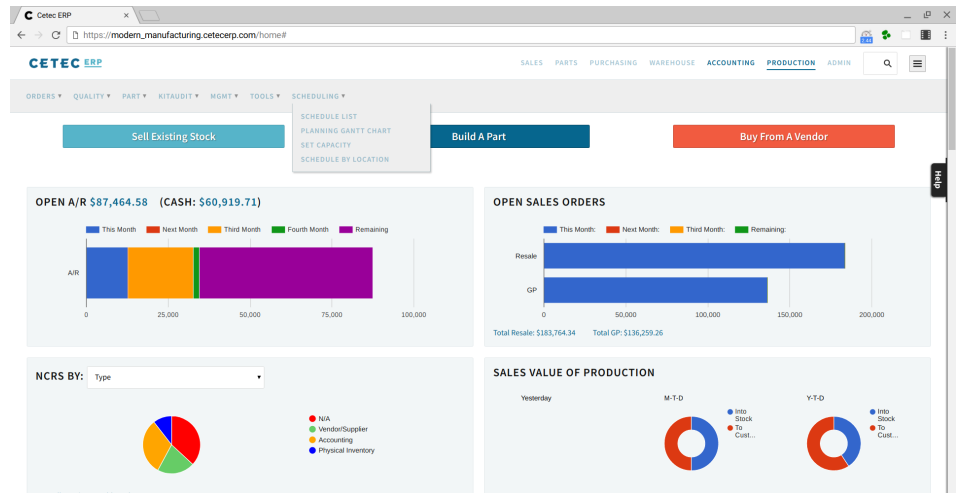 Cetec ERP
https://modern_manufacturing.cetecerp.com/home#
CETEC ERP
SALES PARTS PURCHASING WAREHOUSE ACCOUNTING PRODUCTION ADMIN
ORDERS QUALITY PART KITAUDIT MGMT TOOLS SCHEDULING
SCHEDULE LIST
PLANNING GANTT CHART
SET CAPACITY
SCHEDULE BY LOCATION
Sell Existing Stock
Build A Part
Buy From A Vendor
Help
OPEN A/R $87,464.58 (CASH: $60,919.71)
This Month Next Month Third Month Fourth Month Remaining
A/R
0 25,000 50,000 75,000 100,000
OPEN SALES ORDERS
This Month: Next Month: Third Month: Remaining:
Resale
GP
0 50,000 100,000 150,000 200,000
Total Resale: $183,764.34 Total GP: $136,259.26
NCRS BY: Type
N/A
Vendor/Supplier
Accounting
Physical Inventory
SALES VALUE OF PRODUCTION
Yesterday M-T-D Y-T-D
Into
Stock
To
Cust...
Into
Stock
To
Cust...